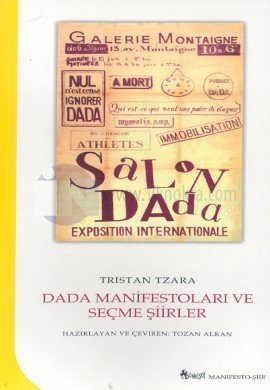 GALERIE MONTAIGNE
13, av. Montaigne
NUL
n'est censé
IGNORER
DADA
A MORT
DADA
Qui est-ce qui veut une paire de claques
IMMOBILISATION
ATHLÈTES
SALON
DADA
EXPOSITION INTERNATIONALE
TRISTAN TZARA
DADA MANİFESTOLARI VE
SEÇME ŞİİRLER
HAZIRLAYAN VE ÇEVİREN: TOZAN ALKAN
MANİFESTO-ŞİİR